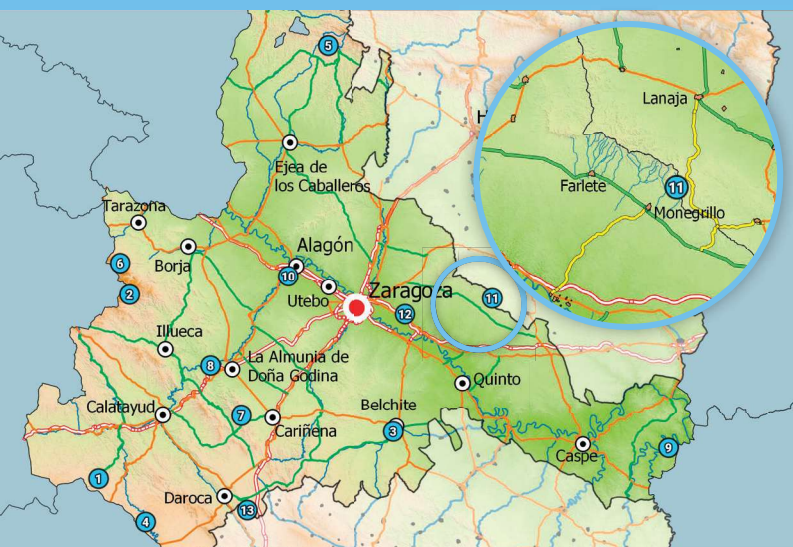 5
H
Lanaja
Ejea de
los Caballeros
Farlete
11
Monegrillo
Tarazona
Alagón
6
Borja
10
2
Utebo
Zaragoza
11
12
Illueca
8
La Almunia de
Doña Godina
Quinto
Calatayud
7
Cariñena
Belchite
3
Caspe
9
1
Daroca
4
13